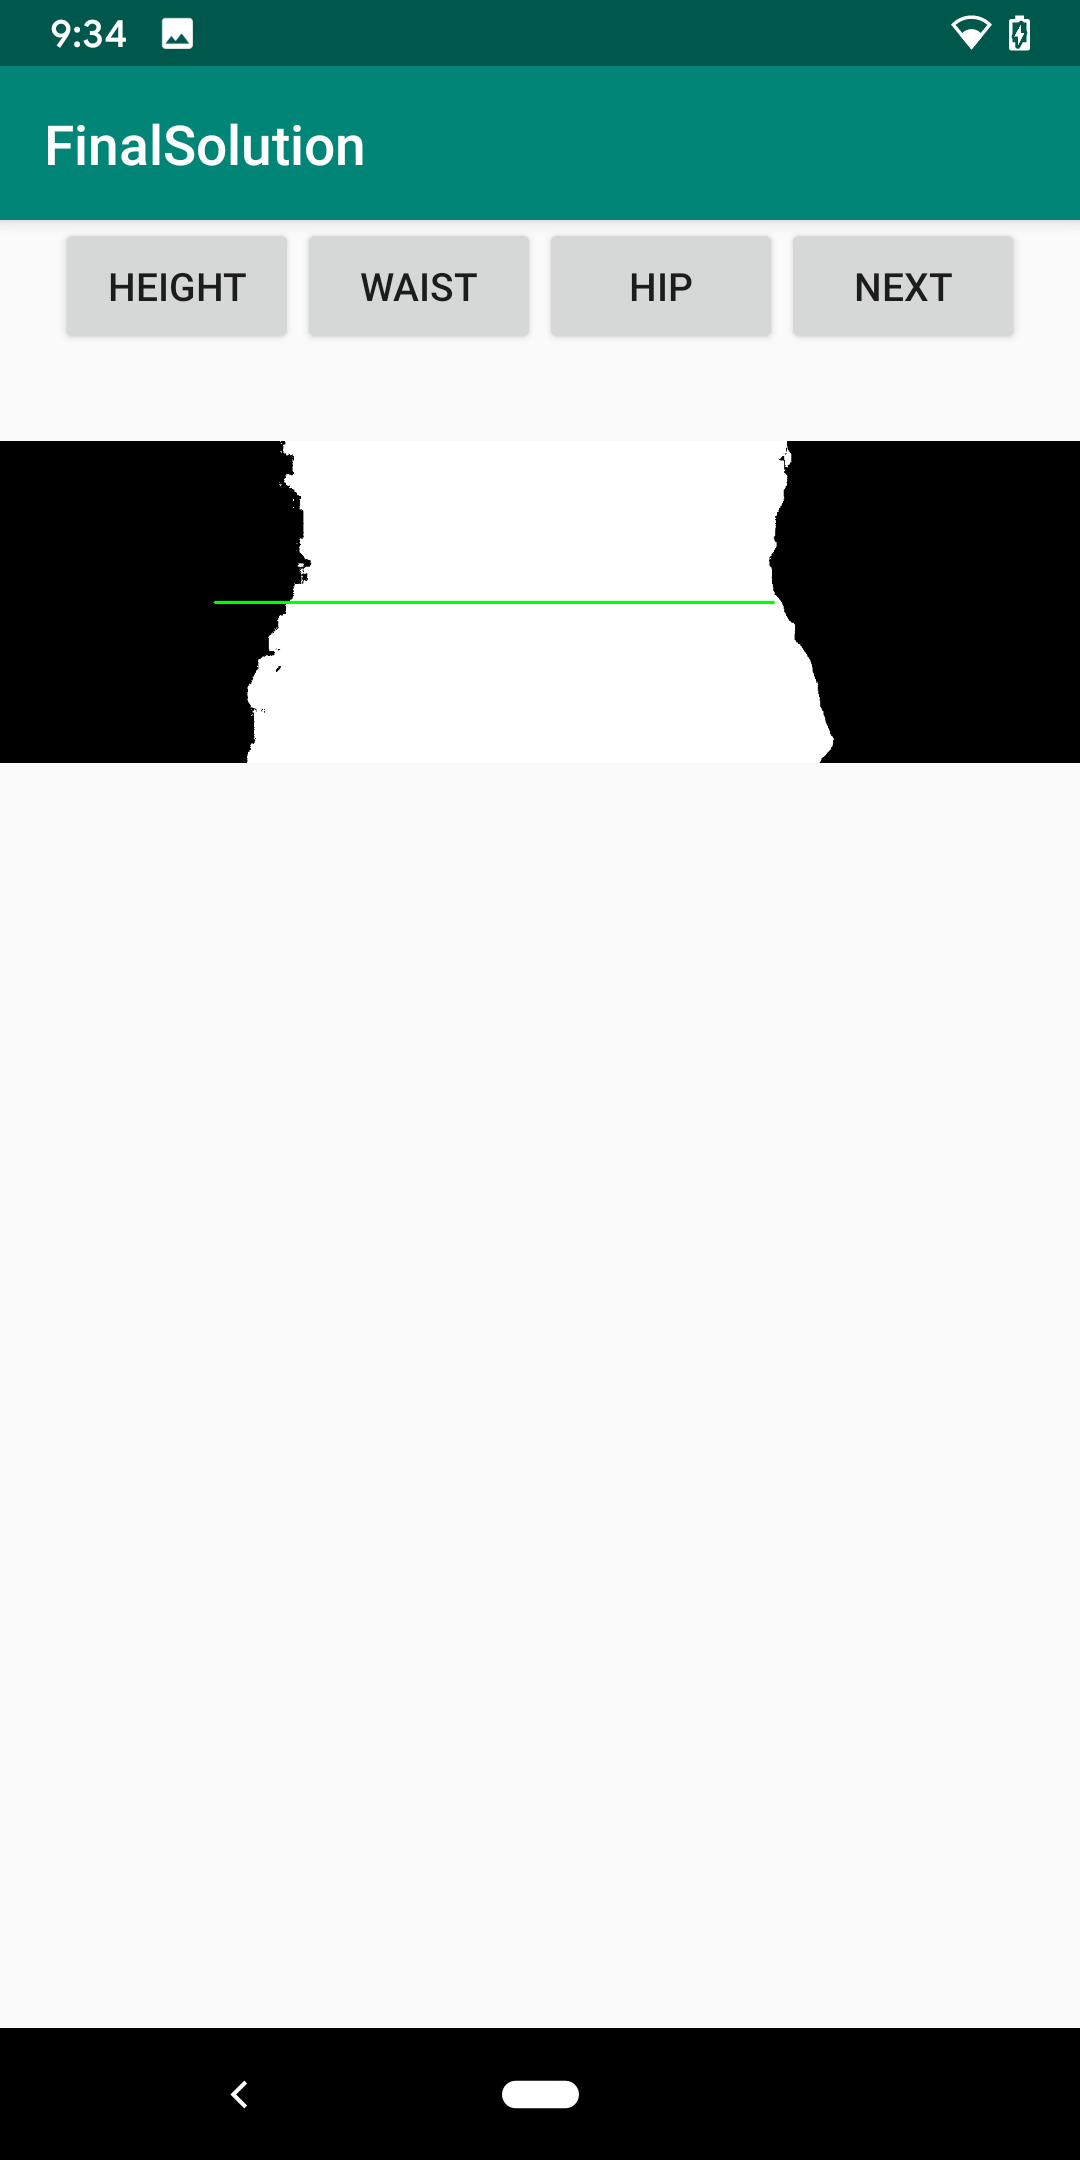 9:34
FinalSolution
HEIGHT WAIST HIP NEXT